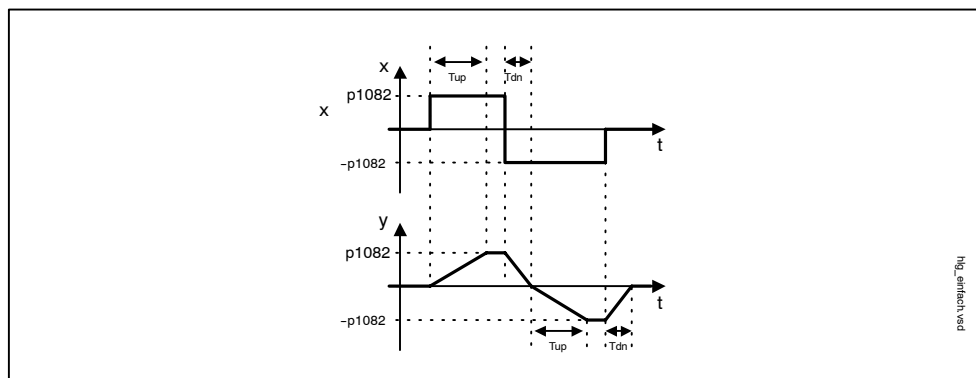 x
Tup Tdn
p1082
x
t
-p1082
y
p1082
t
-p1082
Tup Tdn
hlg_einfach.vsd